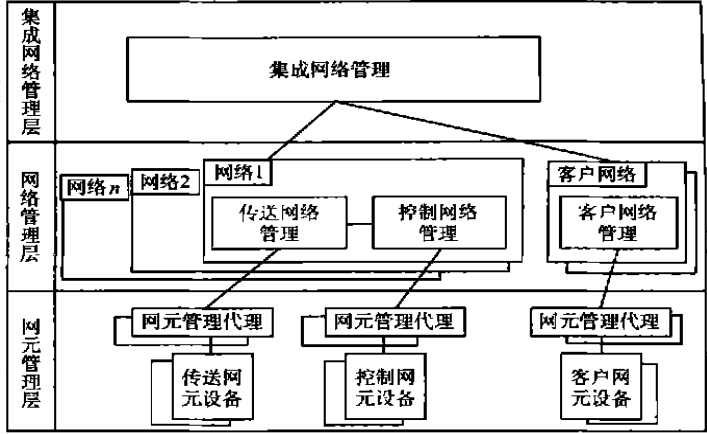 集成网络管理层
集成网络管理
网络管理层
网络n
网络2
网络1
传送网络
管理
控制网络
管理
客户网络
客户网络
管理
网元管理层
网元管理代理
网元管理代理
网元管理代理
传送网
元设备
控制网
元设备
客户网
元设备